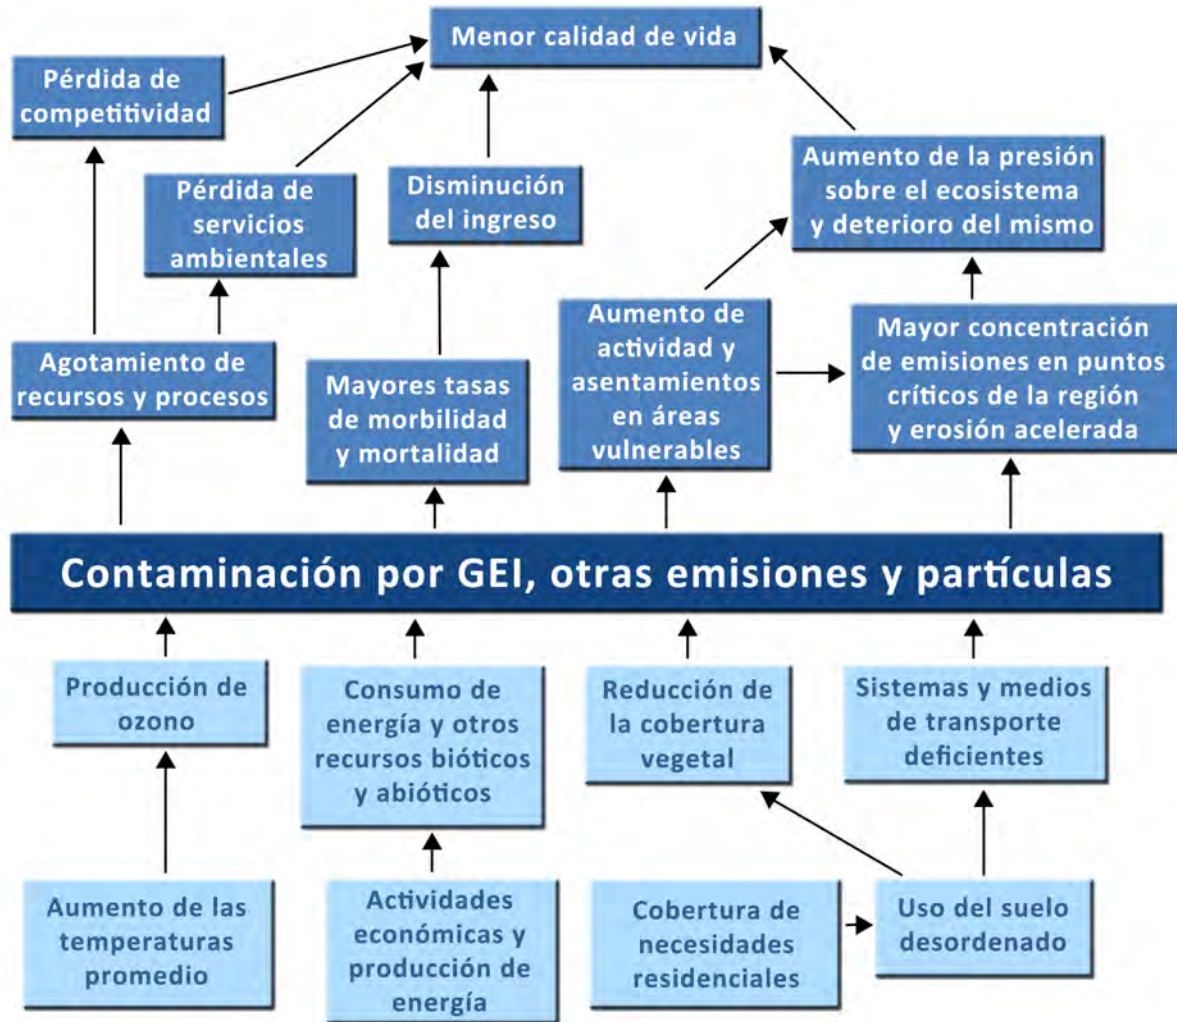 Menor calidad de vida
Pérdida de
competitividad
Pérdida de
servicios
ambientales
Disminución
del ingreso
Aumento de la presión
sobre el ecosistema
y deterioro del mismo
Agotamiento de
recursos y procesos
Mayores tasas
de morbilidad
y mortalidad
Aumento de
actividad y
asentamientos
en áreas
vulnerables
Mayor concentración
de emisiones en puntos
críticos de la región
y erosión acelerada
Contaminación por GEI, otras emisiones y partículas
Producción de
ozono
Consumo de
energía y otros
recursos bióticos
y abióticos
Reducción de
la cobertura
vegetal
Sistemas y medios
de transporte
deficientes
Aumento de las
temperaturas
promedio
Actividades
económicas y
producción de
energía
Cobertura de
necesidades
residenciales
Uso del suelo
desordenado